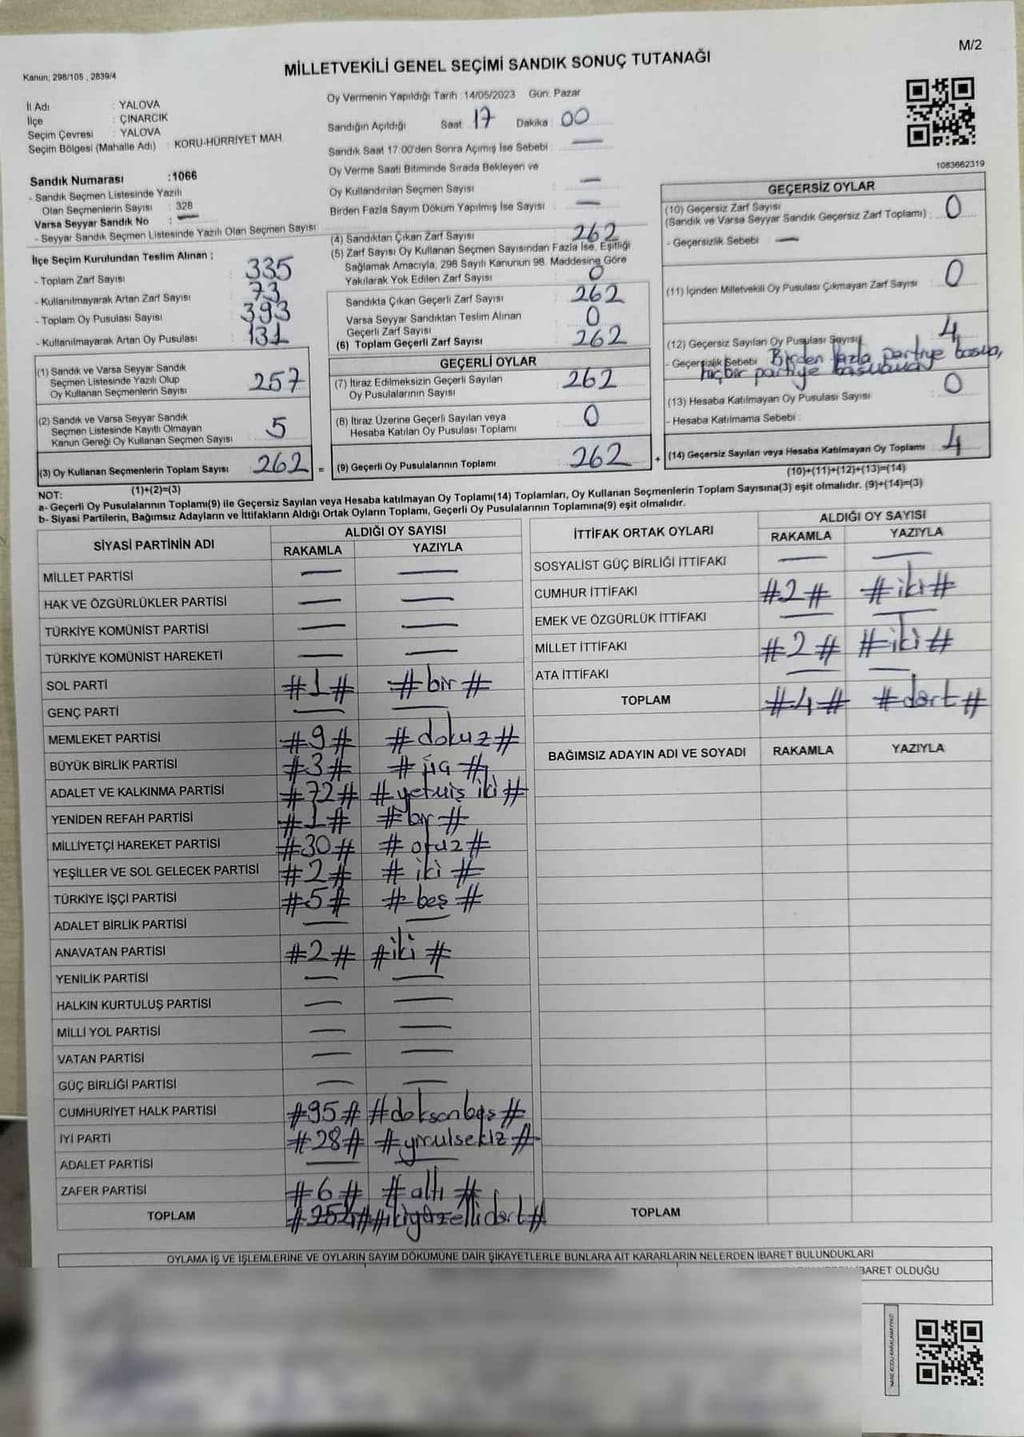 M/2
Kanun; 298/105 , 2839/4
MİLLETVEKİLİ GENEL SEÇİMİ SANDIK SONUÇ TUTANAĞI
İl Adı : YALOVA
İlçe : ÇINARCIK
Seçim Çevresi : YALOVA
Seçim Bölgesi (Mahalle Adı) : KORU-HÜRRİYET MAH
Sandık Numarası :1066
- Sandık Seçmen Listesinde Yazılı
Olan Seçmenlerin Sayısı : 328
Varsa Seyyar Sandık No : —
- Seyyar Sandık Seçmen Listesinde Yazılı Olan Seçmen Sayısı
İlçe Seçim Kurulundan Teslim Alınan ;
- Toplam Zarf Sayısı : 335
- Kullanılmayarak Artan Zarf Sayısı : 73
- Toplam Oy Pusulası Sayısı : 393
- Kullanılmayarak Artan Oy Pusulası : 131
(1) Sandık ve Varsa Seyyar Sandık
Seçmen Listesinde Yazılı Olup
Oy Kullanan Seçmenlerin Sayısı 257
(2) Sandık ve Varsa Seyyar Sandık
Seçmen Listesinde Kayıtlı Olmayan
Kanun Gereği Oy Kullanan Seçmen Sayısı 5
(3) Oy Kullanan Seçmenlerin Toplam Sayısı 262 =
(1)+(2)=(3)
Oy Vermenin Yapıldığı Tarih :14/05/2023 Gün: Pazar
Sandığın Açıldığı Saat 17 Dakika 00
Sandık Saat 17.00'den Sonra Açımış İse Sebebi : —
Oy Verme Saati Bitiminde Sırada Bekleyen ve
Oy Kullandırılan Seçmen Sayısı —
Birden Fazla Sayım Döküm Yapılmış İse Sayısı —
(4) Sandıktan Çıkan Zarf Sayısı 262
(5) Zarf Sayısı Oy Kullanan Seçmen Sayısından Fazla İse, Eşitliği
Sağlamak Amacıyla, 298 Sayılı Kanunun 98. Maddesine Göre
Yakılarak Yok Edilen Zarf Sayısı 0
Sandıkta Çıkan Geçerli Zarf Sayısı 262
Varsa Seyyar Sandıktan Teslim Alınan
Geçerli Zarf Sayısı 0
(6) Toplam Geçerli Zarf Sayısı 262
GEÇERLİ OYLAR
(7) İtiraz Edilmeksizin Geçerli Sayılan
Oy Pusulalarının Sayısı 262
(8) İtiraz Üzerine Geçerli Sayılan veya
Hesaba Katılan Oy Pusulası Toplamı 0
(9) Geçerli Oy Pusulalarının Toplamı 262 +
1083662319
GEÇERSİZ OYLAR
(10) Geçersiz Zarf Sayısı
(Sandık ve Varsa Seyyar Sandık Geçersiz Zarf Toplamı) 0
- Geçersizlik Sebebi —
(11) İçinden Milletvekili Oy Pusulası Çıkmayan Zarf Sayısı 0
(12) Geçersiz Sayılan Oy Pusulası Sayısı 4
- Geçersizlik Sebebi Birden fazla partiye basua,
hiçbir partiye
(13) Hesaba Katılmayan Oy Pusulası Sayısı 0
- Hesaba Katılmama Sebebi
(14) Geçersiz Sayılan veya Hesaba Katılmayan Oy Toplamı 4
(10)+(11)+(12)+(13)=(14)
NOT:
a- Geçerli Oy Pusulalarının Toplamı(9) ile Geçersiz Sayılan veya Hesaba katılmayan Oy Toplamı(14) Toplamları, Oy Kullanan Seçmenlerin Toplam Sayısına(3) eşit olmalıdır. (9)+(14)=(3)
b- Siyasi Partilerin, Bağımsız Adayların ve İttifakların Aldığı Ortak Oyların Toplamı, Geçerli Oy Pusulalarının Toplamına(9) eşit olmalıdır.
SİYASİ PARTİNİN ADI ALDIĞI OY SAYISI
RAKAMLA YAZIYLA
MİLLET PARTİSİ — —
HAK VE ÖZGÜRLÜKLER PARTİSİ — —
TÜRKİYE KOMÜNİST PARTİSİ — —
TÜRKİYE KOMÜNİST HAREKETİ — —
SOL PARTİ #1# #bir#
GENÇ PARTİ — —
MEMLEKET PARTİSİ #9# #dokuz#
BÜYÜK BİRLİK PARTİSİ #3# #üç#
ADALET VE KALKINMA PARTİSİ #72# #yetmiş iki#
YENİDEN REFAH PARTİSİ #1# #bir#
MİLLİYETÇİ HAREKET PARTİSİ #30# #otuz#
YEŞİLLER VE SOL GELECEK PARTİSİ #2# #iki#
TÜRKİYE İŞÇİ PARTİSİ #5# #beş#
ADALET BİRLİK PARTİSİ — —
ANAVATAN PARTİSİ #2# #iki#
YENİLİK PARTİSİ — —
HALKIN KURTULUŞ PARTİSİ — —
MİLLİ YOL PARTİSİ — —
VATAN PARTİSİ — —
GÜÇ BİRLİĞİ PARTİSİ — —
CUMHURİYET HALK PARTİSİ #95# #doksanbeş#
İYİ PARTİ #28# #yirmisekiz#
ADALET PARTİSİ — —
ZAFER PARTİSİ #6# #altı#
TOPLAM #254# #ikiyüzellidört#
İTTİFAK ORTAK OYLARI ALDIĞI OY SAYISI
RAKAMLA YAZIYLA
SOSYALİST GÜÇ BİRLİĞİ İTTİFAKI — —
CUMHUR İTTİFAKI #2# #iki#
EMEK VE ÖZGÜRLÜK İTTİFAKI — —
MİLLET İTTİFAKI #2# #iki#
ATA İTTİFAKI — —
TOPLAM #4# #dört#
BAĞIMSIZ ADAYIN ADI VE SOYADI RAKAMLA YAZIYLA
TOPLAM
OYLAMA İŞ VE İŞLEMLERİNE VE OYLARIN SAYIM DÖKÜMÜNE DAİR ŞİKAYETLERLE BUNLARA AİT KARARLARIN NELERDEN İBARET BULUNDUKLARI
BARET OLDUĞU